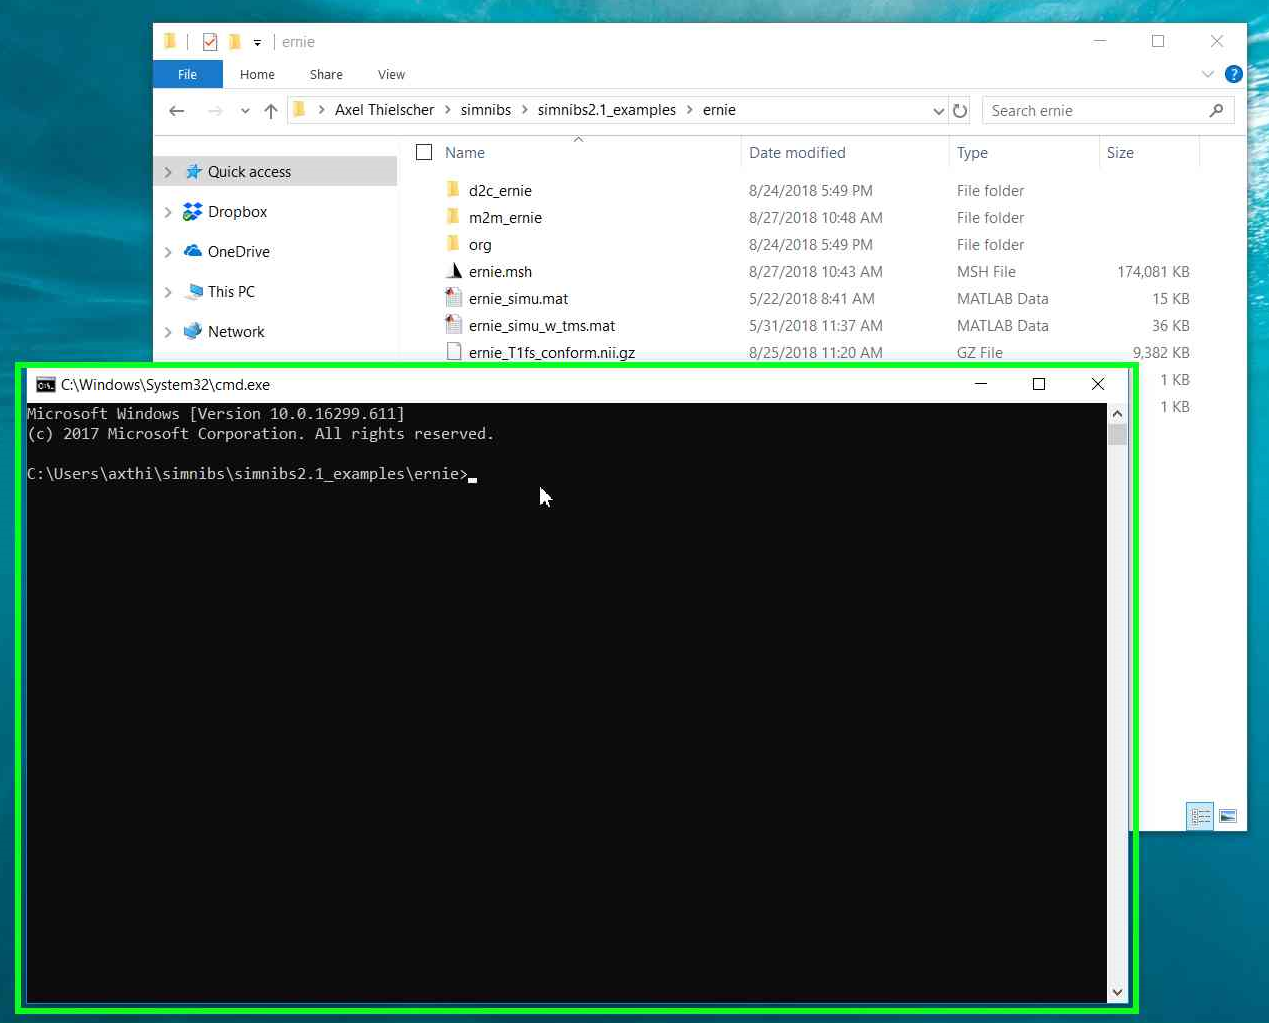 ernie
File Home Share View
Axel Thielscher simnibs simnibs2.1_examples ernie Search ernie
Name Date modified Type Size
Quick access
Dropbox
OneDrive
This PC
Network
d2c_ernie 8/24/2018 5:49 PM File folder
m2m_ernie 8/27/2018 10:48 AM File folder
org 8/24/2018 5:49 PM File folder
ernie.msh 8/27/2018 10:43 AM MSH File 174,081 KB
ernie_simu.mat 5/22/2018 8:41 AM MATLAB Data 15 KB
ernie_simu_w_tms.mat 5/31/2018 11:37 AM MATLAB Data 36 KB
ernie_T1fs_conform.nii.gz 8/25/2018 11:20 AM GZ File 9,382 KB
1 KB
1 KB
C:\Windows\System32\cmd.exe
Microsoft Windows [Version 10.0.16299.611]
(c) 2017 Microsoft Corporation. All rights reserved.
C:\Users\axthi\simnibs\simnibs2.1_examples\ernie>